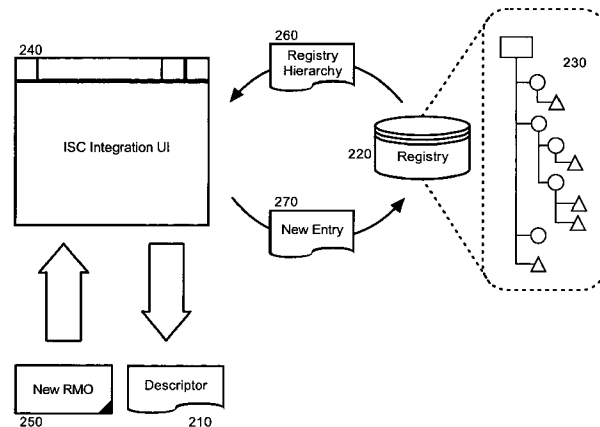 240
ISC Integration UI
260
Registry
Hierarchy
230
220
Registry
270
New Entry
New RMO
250
Descriptor
210